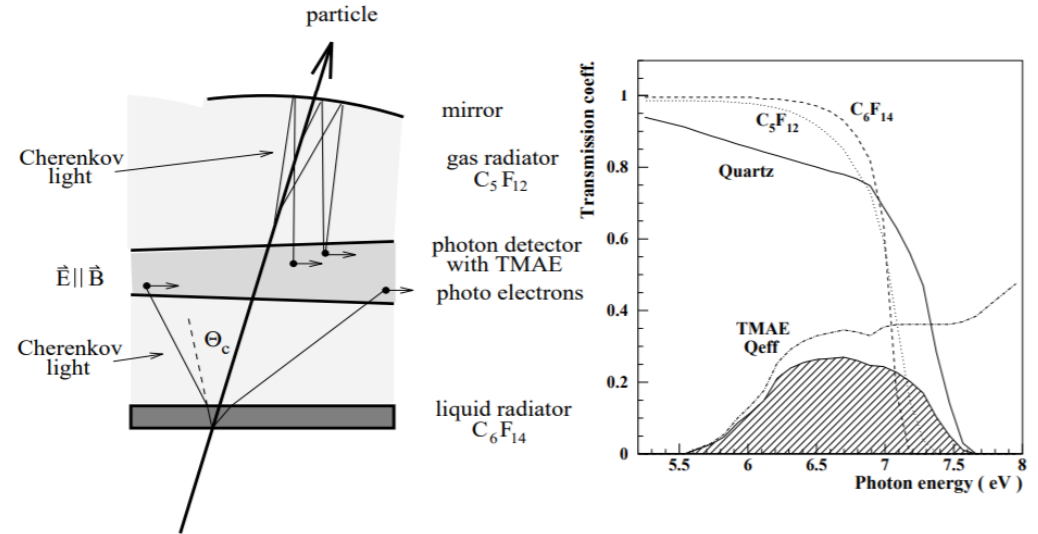 particle
mirror
Cherenkov
light
gas radiator
C5F12
photon detector
with TMAE
E || B
photo electrons
Θc
Cherenkov
light
liquid radiator
C6F14
Transmission coeff.
1
0.8
0.6
0.4
0.2
0
C5F12
C6F14
Quartz
TMAE
Qeff
5.5
6
6.5
7
7.5
8
Photon energy ( eV )